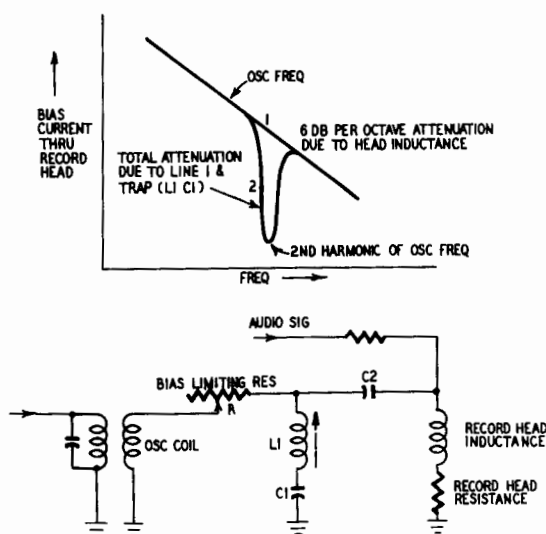 OSC FREQ
BIAS
CURRENT
THRU
RECORD
HEAD
1
6 DB PER OCTAVE ATTENUATION
DUE TO HEAD INDUCTANCE
TOTAL ATTENUATION
DUE TO LINE 1 &
TRAP (L1 C1)
2
2ND HARMONIC OF OSC FREQ
FREQ
AUDIO SIG
BIAS LIMITING RES
C2
R
OSC COIL
L1
RECORD HEAD
INDUCTANCE
C1
RECORD HEAD
RESISTANCE